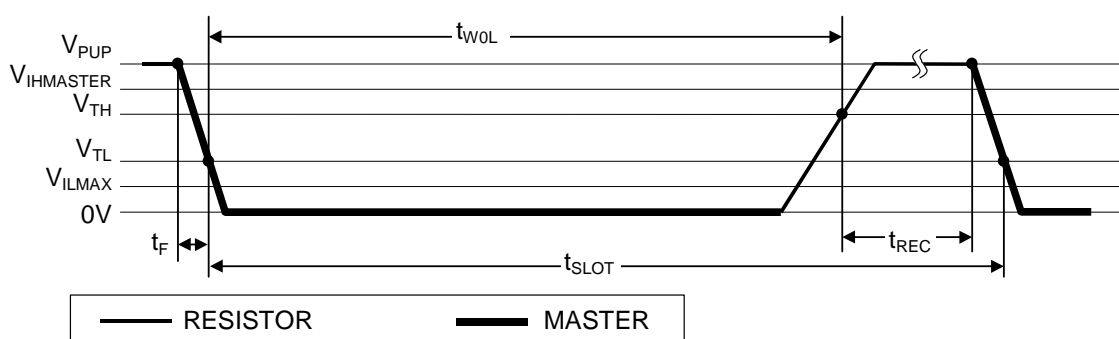 tW0L
VPUP
VIHMASTER
VTH
VTL
VILMAX
0V
tF
tREC
tSLOT
RESISTOR MASTER